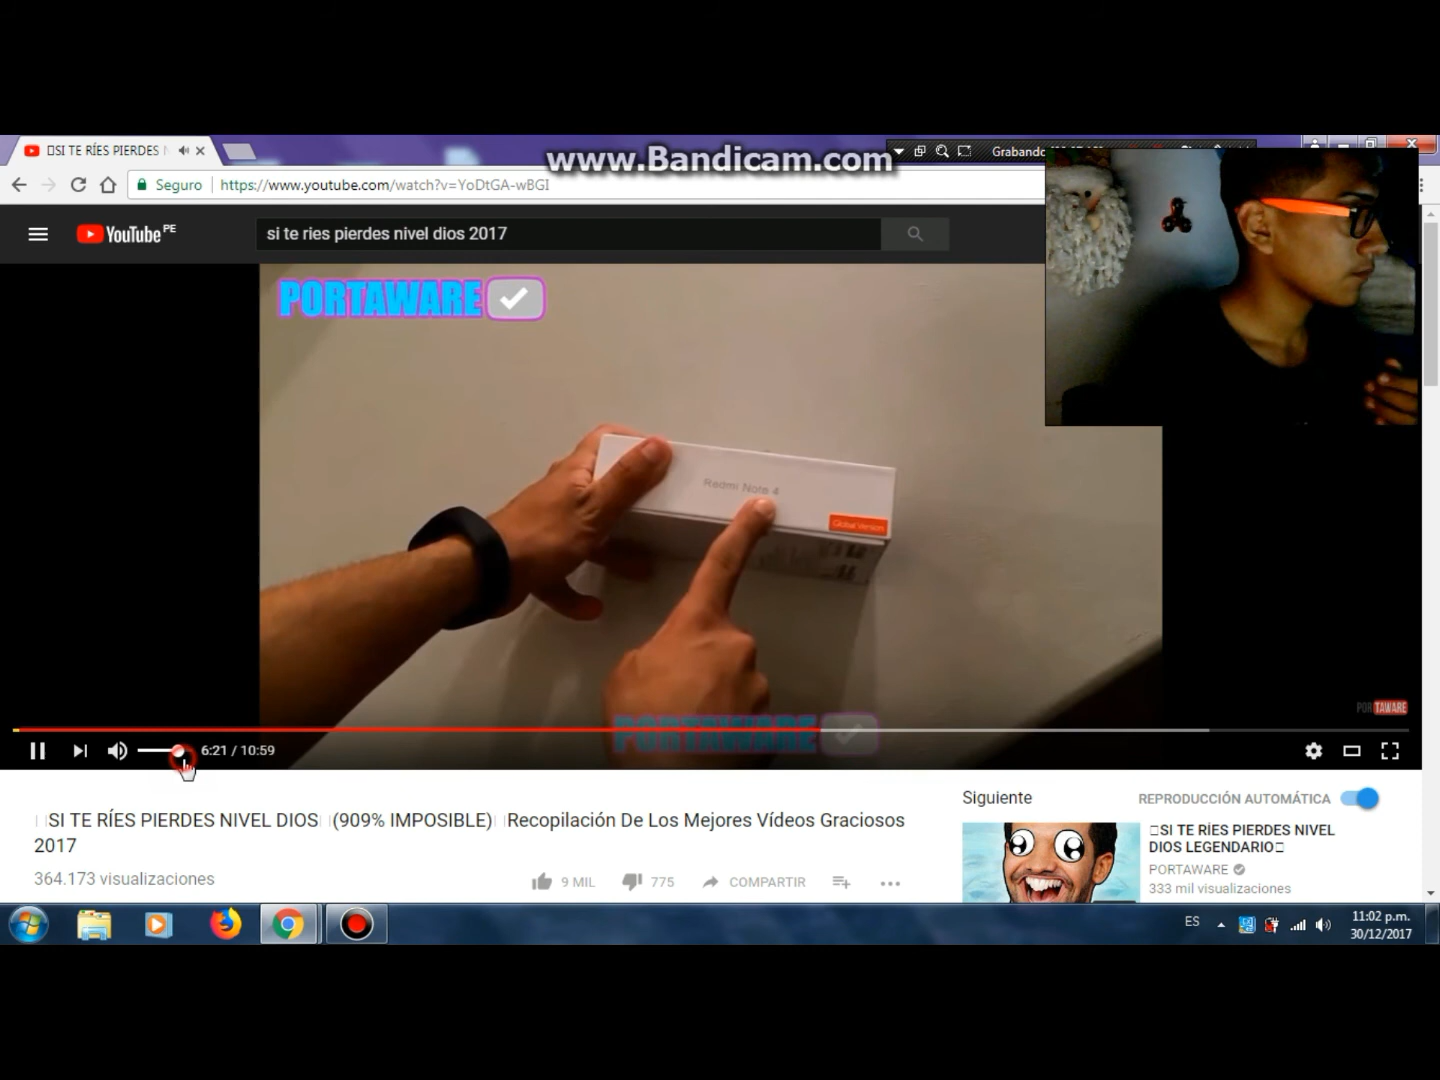 SI TE RÍES PIERDES
www.Bandicam.com
Grabando
Seguro
https://www.youtube.com/watch?v=YoDtGA-wBGI
YouTube PE
si te ries pierdes nivel dios 2017
PORTAWARE
Redmi Note 4
Global Version
PORTAWARE
PORTAWARE
6:21 / 10:59
SI TE RÍES PIERDES NIVEL DIOS (909% IMPOSIBLE) Recopilación De Los Mejores Vídeos Graciosos
2017
364.173 visualizaciones
9 MIL
775
COMPARTIR
Siguiente
REPRODUCCIÓN AUTOMÁTICA
SI TE RÍES PIERDES NIVEL
DIOS LEGENDARIO
PORTAWARE
333 mil visualizaciones
ES
11:02 p.m.
30/12/2017